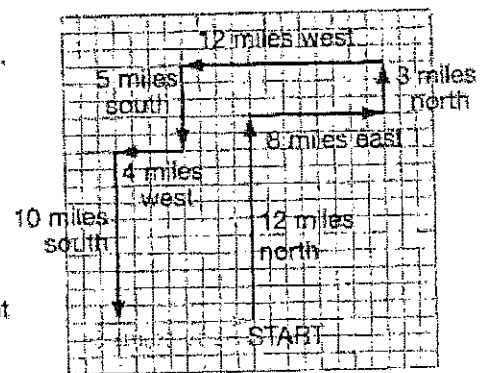 12 miles west
5 miles
south
3 miles
north
8 miles east
4 miles
west
10 miles
south
12 miles
north
START